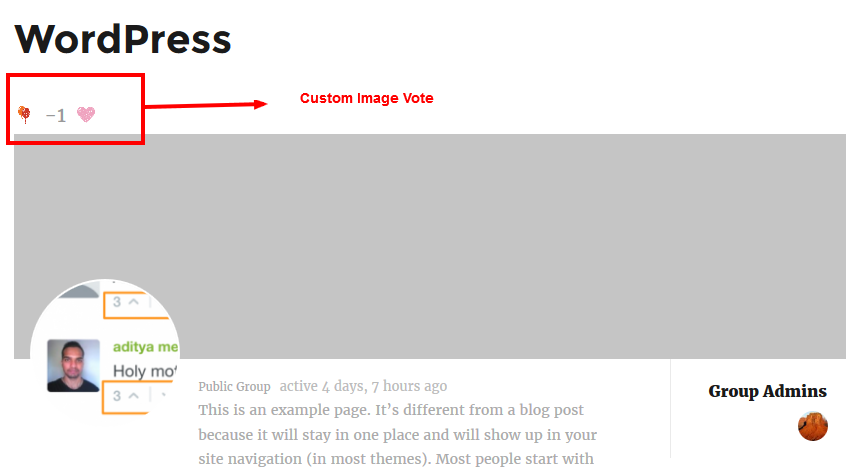 WordPress
Custom Image Vote
−1
3
aditya me
Holy mo
3
Public Group active 4 days, 7 hours ago
Group Admins
This is an example page. It’s different from a blog post
because it will stay in one place and will show up in your
site navigation (in most themes). Most people start with